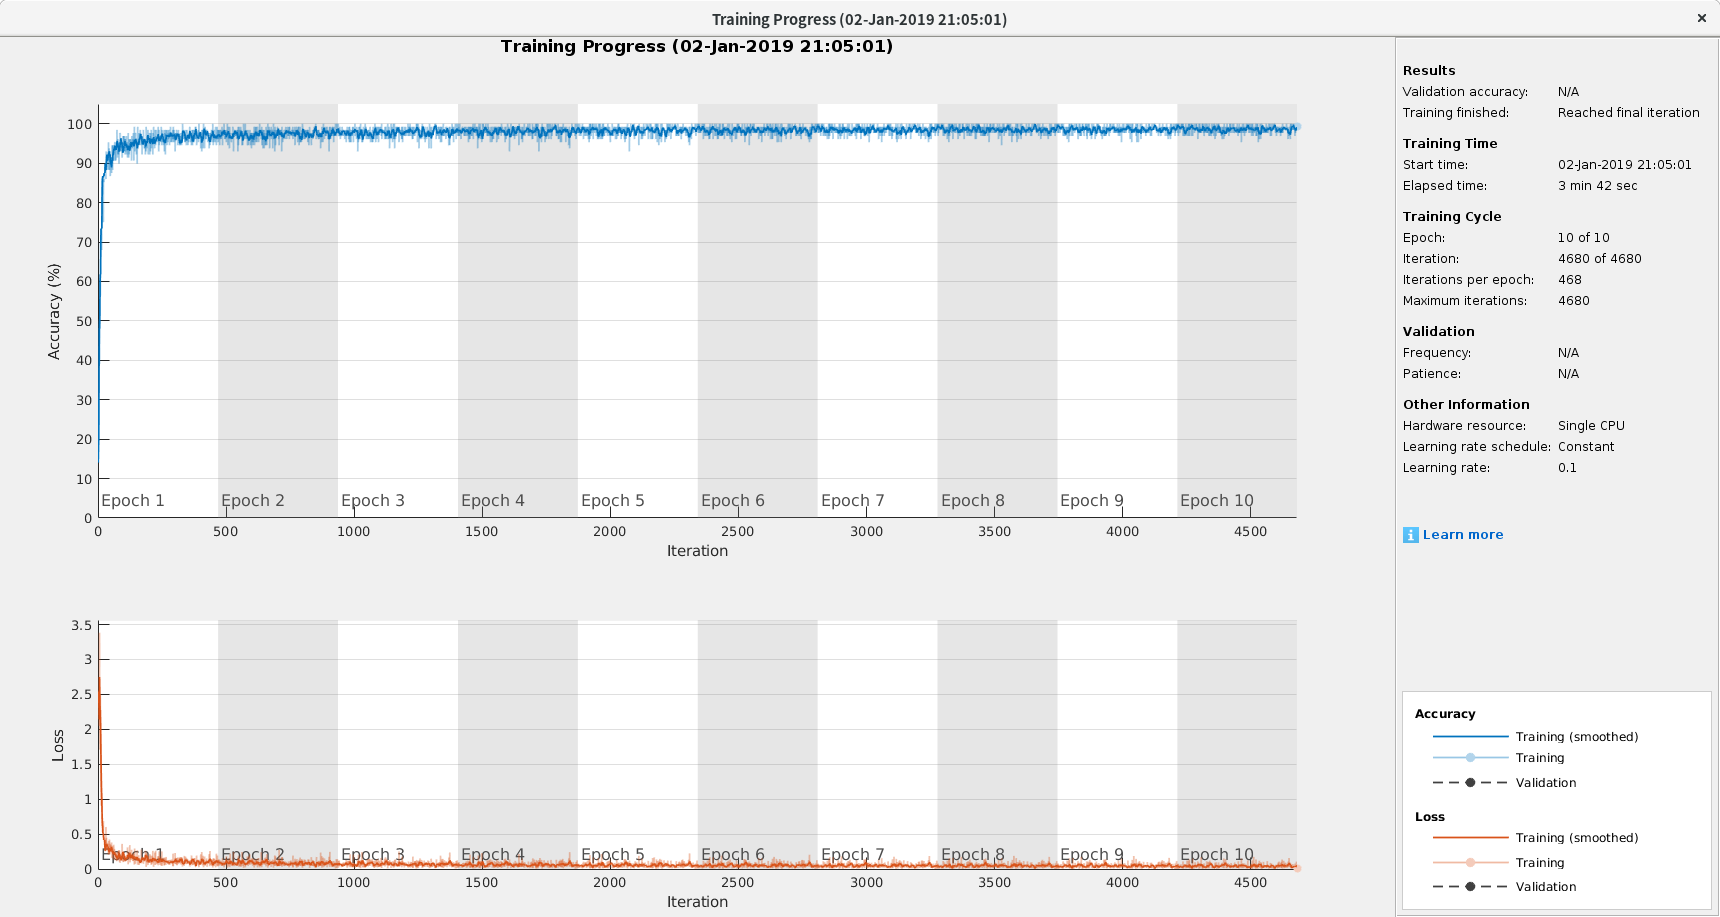 Training Progress (02-Jan-2019 21:05:01)
×
Training Progress (02-Jan-2019 21:05:01)
100
90
80
70
60
50
40
30
20
10
0
Accuracy (%)
Epoch 1 Epoch 2 Epoch 3 Epoch 4 Epoch 5 Epoch 6 Epoch 7 Epoch 8 Epoch 9 Epoch 10
0 500 1000 1500 2000 2500 3000 3500 4000 4500
Iteration
3.5
3
2.5
2
1.5
1
0.5
0
Loss
Epoch 1 Epoch 2 Epoch 3 Epoch 4 Epoch 5 Epoch 6 Epoch 7 Epoch 8 Epoch 9 Epoch 10
0 500 1000 1500 2000 2500 3000 3500 4000 4500
Iteration
Results
Validation accuracy: N/A
Training finished: Reached final iteration
Training Time
Start time: 02-Jan-2019 21:05:01
Elapsed time: 3 min 42 sec
Training Cycle
Epoch: 10 of 10
Iteration: 4680 of 4680
Iterations per epoch: 468
Maximum iterations: 4680
Validation
Frequency: N/A
Patience: N/A
Other Information
Hardware resource: Single CPU
Learning rate schedule: Constant
Learning rate: 0.1
i Learn more
Accuracy
Training (smoothed)
Training
Validation
Loss
Training (smoothed)
Training
Validation